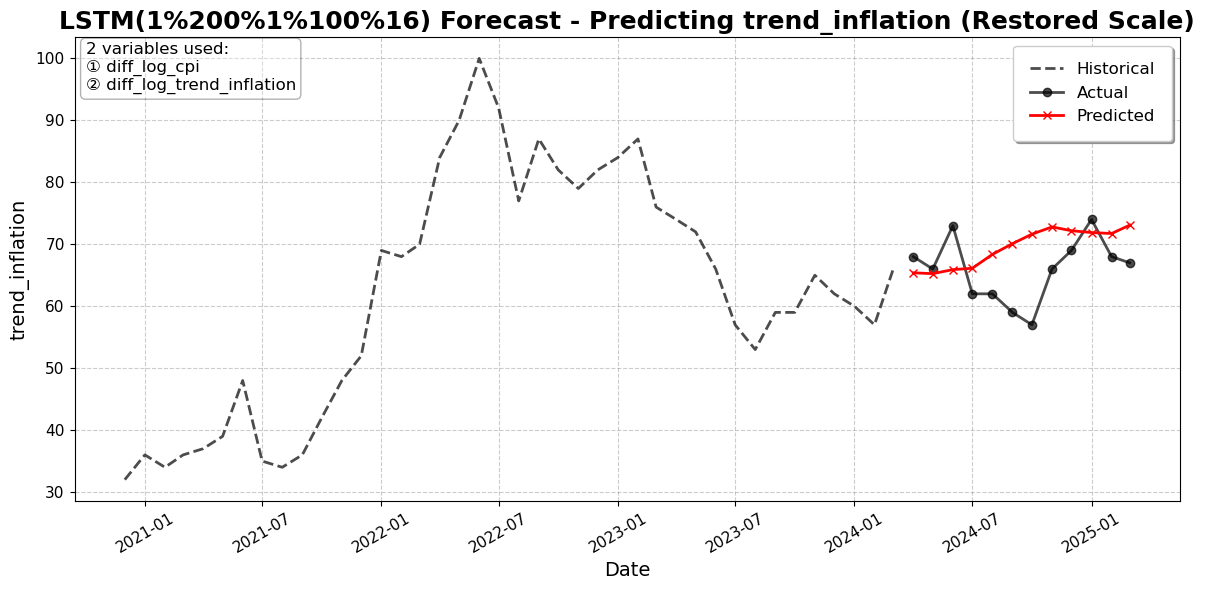 LSTM(1%200%1%100%16) Forecast - Predicting trend_inflation (Restored Scale)
2 variables used:
① diff_log_cpi
② diff_log_trend_inflation
Historical
Actual
Predicted
trend_inflation
100
90
80
70
60
50
40
30
2021-01
2021-07
2022-01
2022-07
2023-01
2023-07
2024-01
2024-07
2025-01
Date